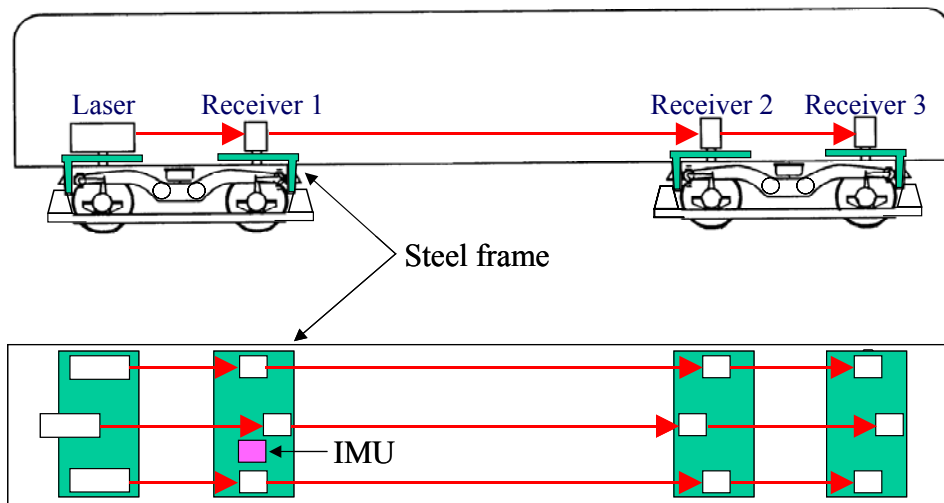 Laser
Receiver 1
Receiver 2
Receiver 3
Steel frame
IMU